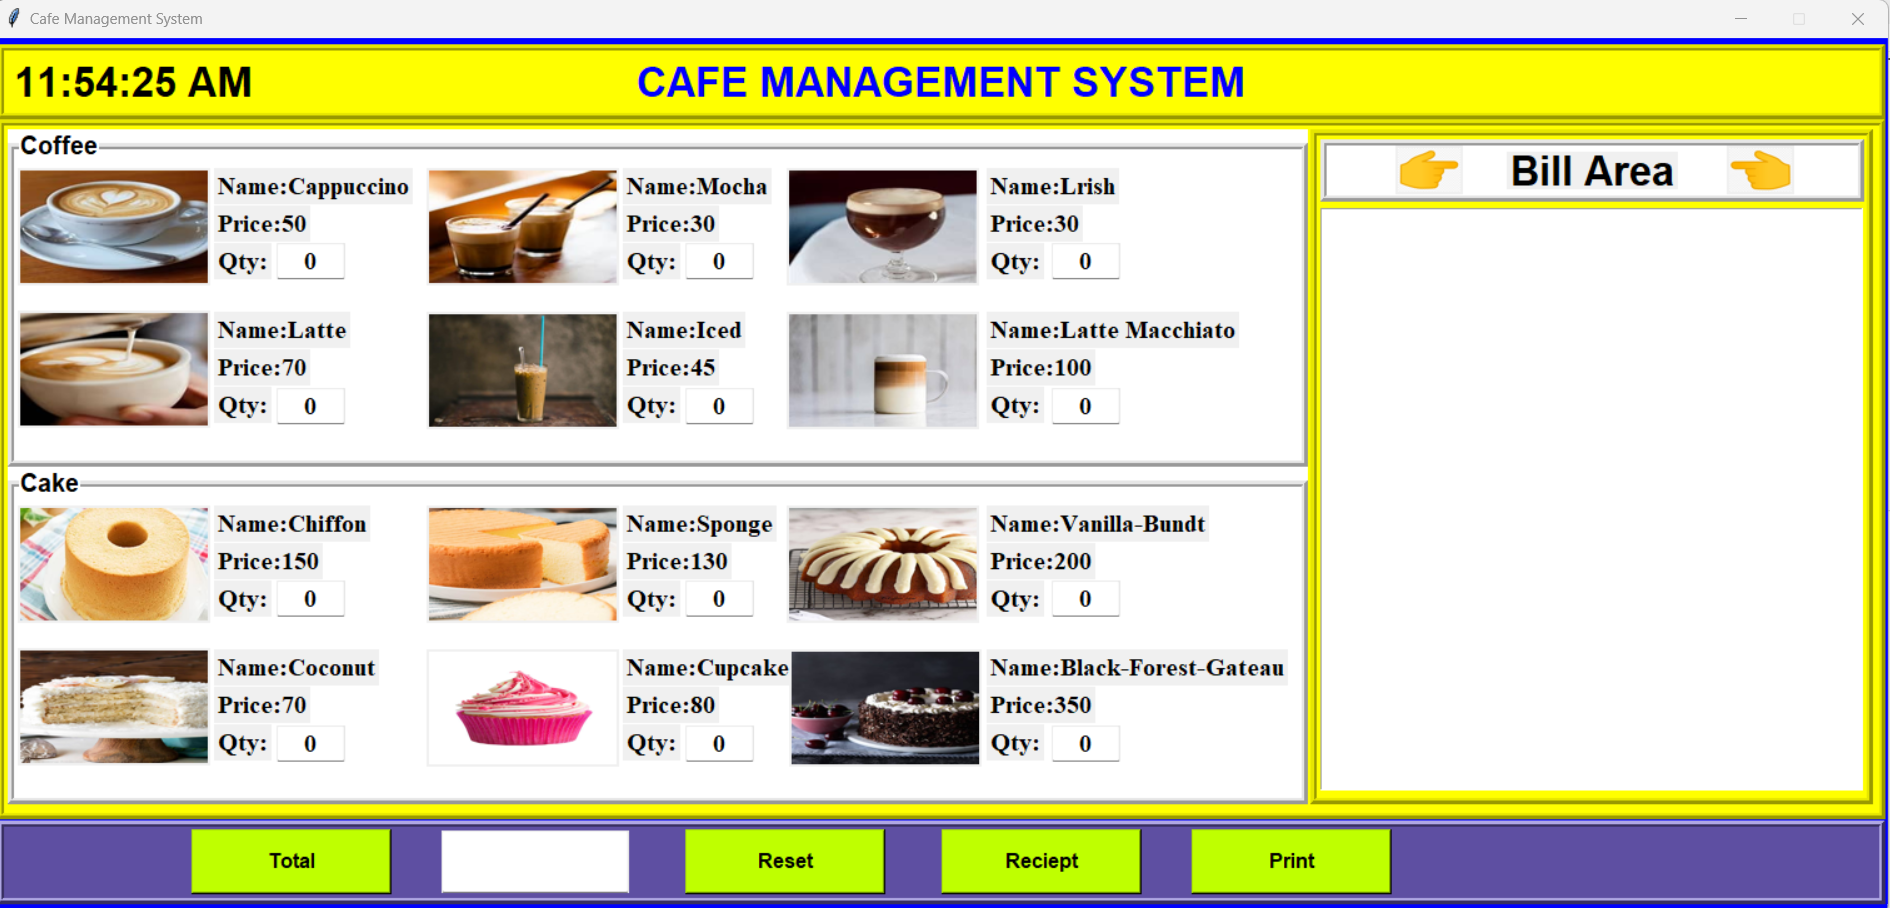 Cafe Management System
11:54:25 AM
CAFE MANAGEMENT SYSTEM
Coffee
Name:Cappuccino
Price:50
Qty: 0
Name:Mocha
Price:30
Qty: 0
Name:Lrish
Price:30
Qty: 0
Name:Latte
Price:70
Qty: 0
Name:Iced
Price:45
Qty: 0
Name:Latte Macchiato
Price:100
Qty: 0
Cake
Name:Chiffon
Price:150
Qty: 0
Name:Sponge
Price:130
Qty: 0
Name:Vanilla-Bundt
Price:200
Qty: 0
Name:Coconut
Price:70
Qty: 0
Name:Cupcake
Price:80
Qty: 0
Name:Black-Forest-Gateau
Price:350
Qty: 0
Bill Area
Total
Reset
Reciept
Print